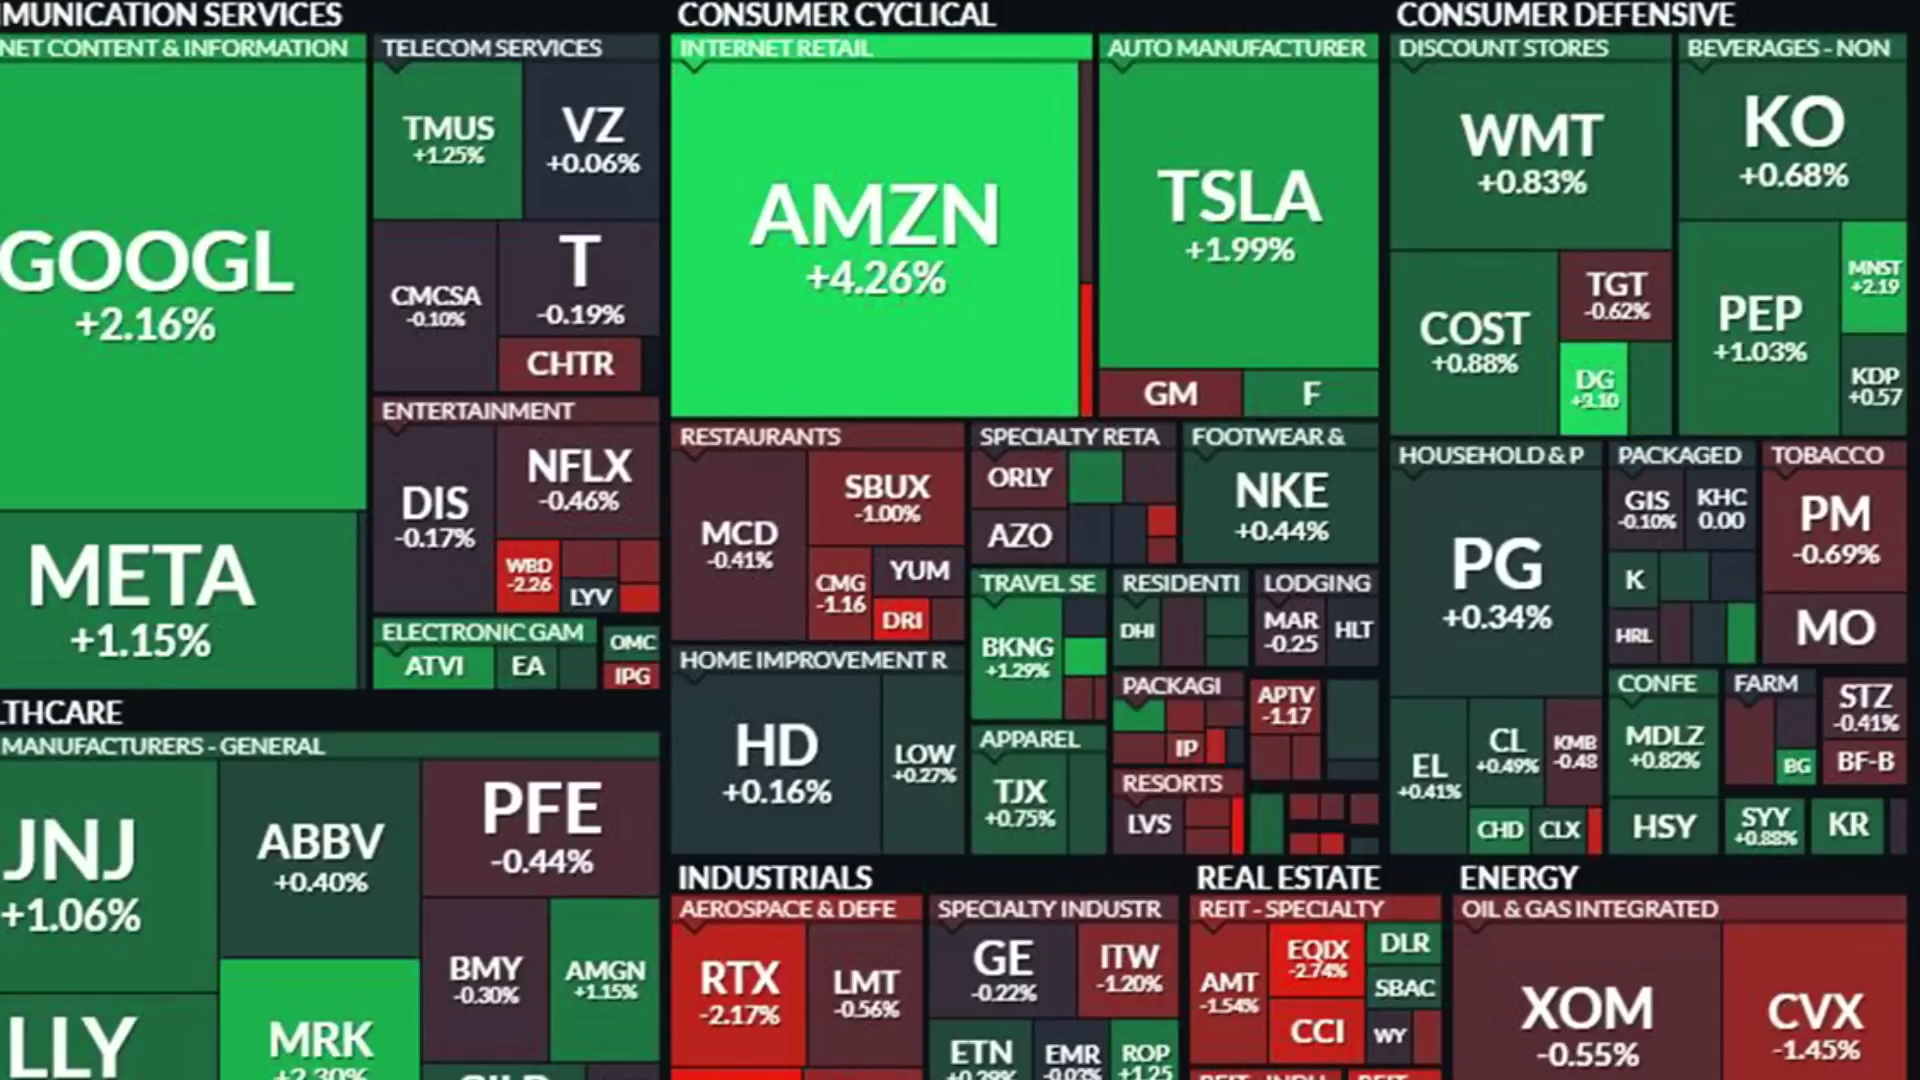 MUNICATION SERVICES
NET CONTENT & INFORMATION
GOOGL
+2.16%
META
+1.15%
TELECOM SERVICES
TMUS
+1.25%
VZ
+0.06%
CMCSA
-0.10%
T
-0.19%
CHTR
ENTERTAINMENT
DIS
-0.17%
NFLX
-0.46%
WBD
-2.26
LYV
ELECTRONIC GAM
ATVI
EA
OMC
IPG
LTHCARE
MANUFACTURERS - GENERAL
JNJ
+1.06%
ABBV
+0.40%
PFE
-0.44%
BMY
-0.30%
AMGN
+1.15%
LLY
MRK
+2.30%
CONSUMER CYCLICAL
INTERNET RETAIL
AMZN
+4.26%
AUTO MANUFACTURER
TSLA
+1.99%
GM
F
RESTAURANTS
MCD
-0.41%
SBUX
-1.00%
CMG
-1.16
YUM
DRI
SPECIALTY RETA
ORLY
AZO
FOOTWEAR &
NKE
+0.44%
HOME IMPROVEMENT R
HD
+0.16%
LOW
+0.27%
TRAVEL SE
BKNG
+1.29%
RESIDENTI
DHI
LODGING
MAR
-0.25
HLT
APPAREL
TJX
+0.75%
PACKAGI
IP
APTV
-1.17
RESORTS
LVS
CONSUMER DEFENSIVE
DISCOUNT STORES
WMT
+0.83%
COST
+0.88%
TGT
-0.62%
DG
+3.10
BEVERAGES - NON
KO
+0.68%
PEP
+1.03%
MNST
+2.19
KDP
+0.57
HOUSEHOLD & P
PG
+0.34%
EL
+0.41%
CL
+0.49%
KMB
-0.48
CHD
CLX
PACKAGED
GIS
-0.10%
KHC
0.00
K
HRL
TOBACCO
PM
-0.69%
MO
CONFE
MDLZ
+0.82%
HSY
FARM
BG
STZ
-0.41%
BF-B
SYY
+0.88%
KR
INDUSTRIALS
AEROSPACE & DEFE
RTX
-2.17%
LMT
-0.56%
SPECIALTY INDUSTR
GE
-0.22%
ITW
-1.20%
ETN
+0.29%
EMR
-0.03%
ROP
+1.25
REAL ESTATE
REIT - SPECIALTY
AMT
-1.54%
EQIX
-2.74%
DLR
SBAC
CCI
WY
ENERGY
OIL & GAS INTEGRATED
XOM
-0.55%
CVX
-1.45%